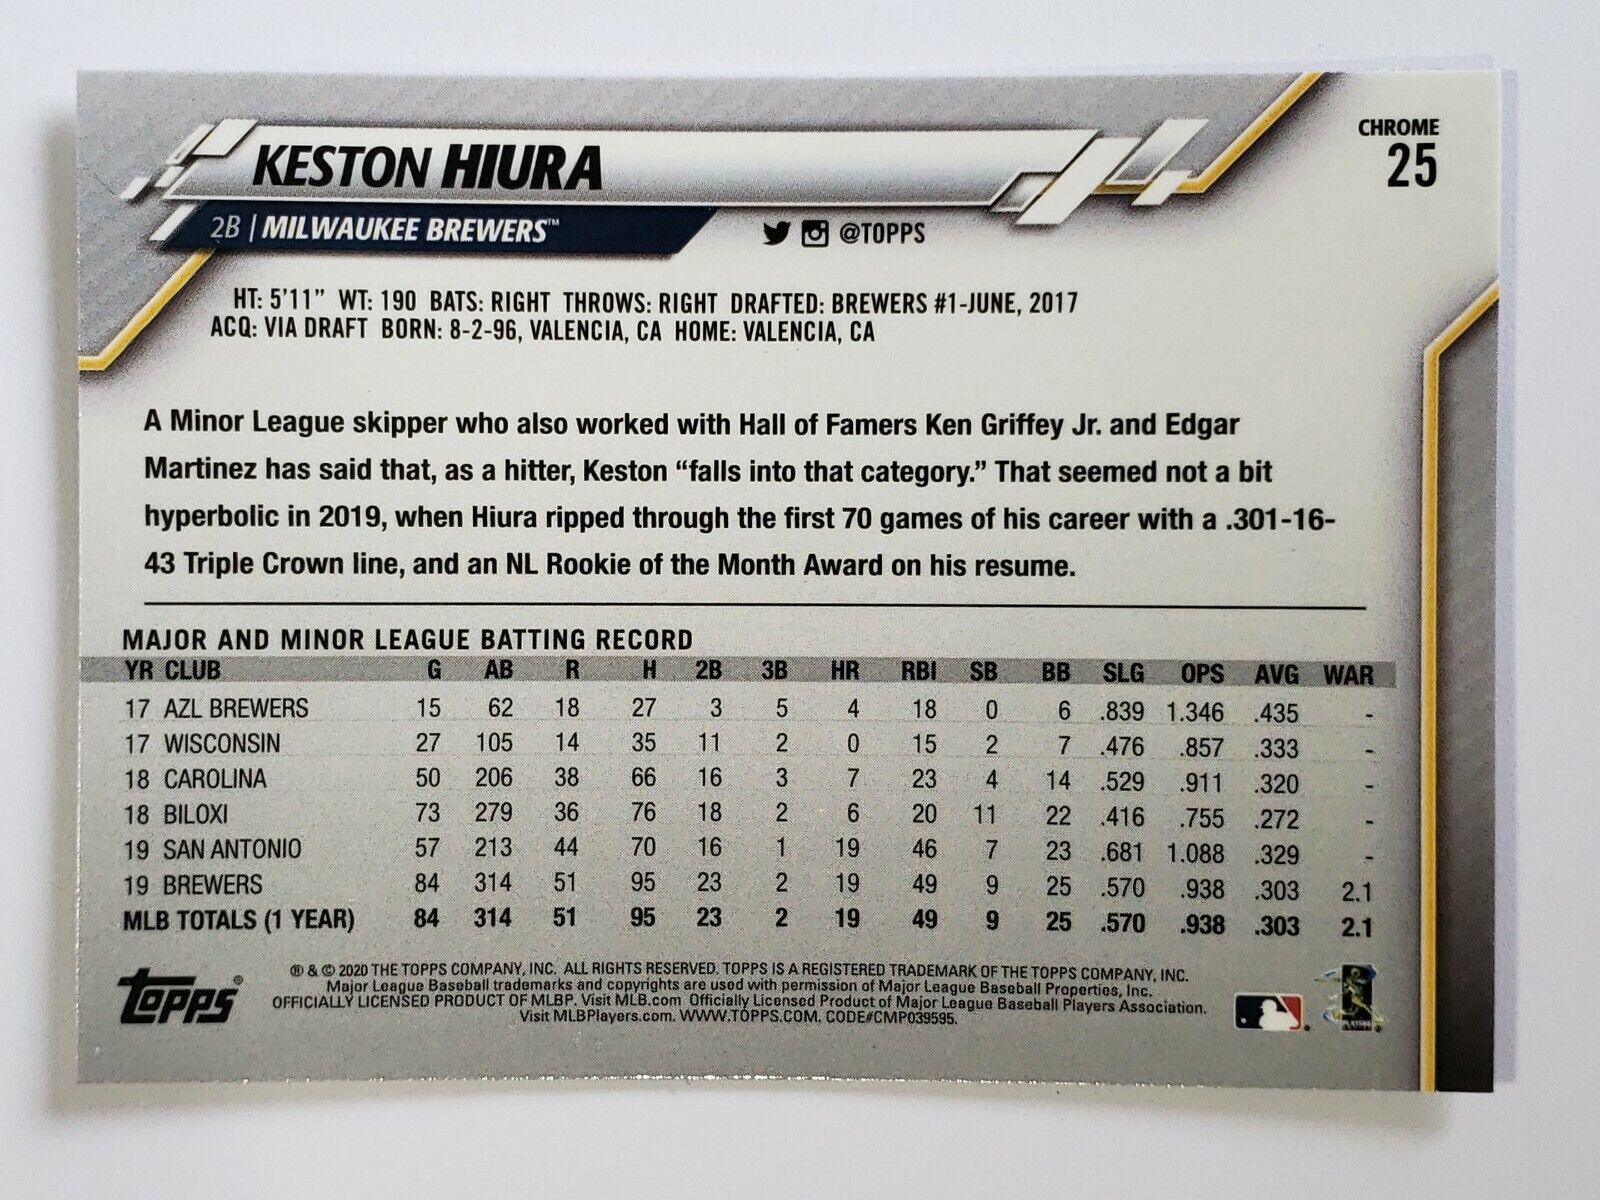 CHROME
25
KESTON HIURA
2B | MILWAUKEE BREWERS™
@TOPPS
HT: 5'11" WT: 190 BATS: RIGHT THROWS: RIGHT DRAFTED: BREWERS #1-JUNE, 2017
ACQ: VIA DRAFT BORN: 8-2-96, VALENCIA, CA HOME: VALENCIA, CA
A Minor League skipper who also worked with Hall of Famers Ken Griffey Jr. and Edgar
Martinez has said that, as a hitter, Keston “falls into that category.” That seemed not a bit
hyperbolic in 2019, when Hiura ripped through the first 70 games of his career with a .301-16-
43 Triple Crown line, and an NL Rookie of the Month Award on his resume.
MAJOR AND MINOR LEAGUE BATTING RECORD
YR CLUB G AB R H 2B 3B HR RBI SB BB SLG OPS AVG WAR
17 AZL BREWERS 15 62 18 27 3 5 4 18 0 6 .839 1.346 .435 -
17 WISCONSIN 27 105 14 35 11 2 0 15 2 7 .476 .857 .333 -
18 CAROLINA 50 206 38 66 16 3 7 23 4 14 .529 .911 .320 -
18 BILOXI 73 279 36 76 18 2 6 20 11 22 .416 .755 .272 -
19 SAN ANTONIO 57 213 44 70 16 1 19 46 7 23 .681 1.088 .329 -
19 BREWERS 84 314 51 95 23 2 19 49 9 25 .570 .938 .303 2.1
MLB TOTALS (1 YEAR) 84 314 51 95 23 2 19 49 9 25 .570 .938 .303 2.1
topps®
® & © 2020 THE TOPPS COMPANY, INC. ALL RIGHTS RESERVED. TOPPS IS A REGISTERED TRADEMARK OF THE TOPPS COMPANY, INC.
Major League Baseball trademarks and copyrights are used with permission of Major League Baseball Properties, Inc.
OFFICIALLY LICENSED PRODUCT OF MLBP. Visit MLB.com Officially Licensed Product of Major League Baseball Players Association.
Visit MLBPlayers.com. WWW.TOPPS.COM. CODE#CMP039595.